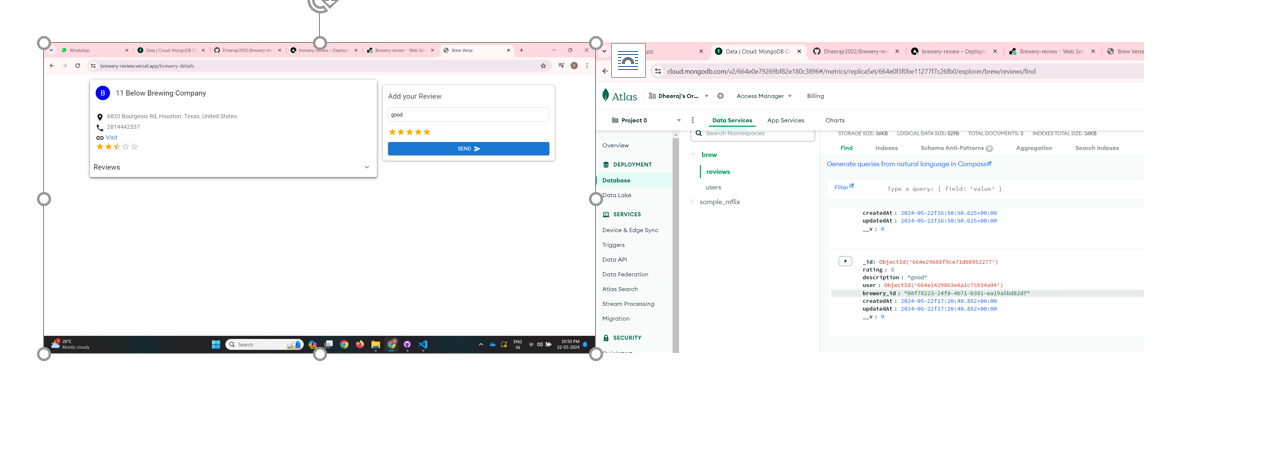 WhatsApp
Data | Cloud: MongoDB C
Dheerajr2002/Brewery-re
brewery-review – Deploy
Brewery-review - Web Se
Brew Verse
brewery-review.vercel.app/brewery-details
B
11 Below Brewing Company
6820 Bourgeois Rd, Houston. Texas, United States
2814442337
Visit
Reviews
Add your Review
good
SEND
26°C
Mostly cloudy
Search
ENG
IN
10:50 PM
22-05-2024
pp
Data | Cloud: MongoDB C
Dheerajr2002/Brewery-re
brewery-review – Deploy
Brewery-review - Web Se
Brew Verse
cloud.mongodb.com/v2/664e0e79269bf82e180c3896#/metrics/replicaSet/664e0f3f0be11277f7c26fb0/explorer/brew/reviews/find
Atlas
Dheeraj's Or...
Access Manager
Billing
Project 0
Data Services
App Services
Charts
Overview
DEPLOYMENT
Database
Data Lake
SERVICES
Device & Edge Sync
Triggers
Data API
Data Federation
Atlas Search
Stream Processing
Migration
SECURITY
Search Namespaces
brew
reviews
users
sample_mflix
STORAGE SIZE: 36KB LOGICAL DATA SIZE: 629B TOTAL DOCUMENTS: 3 INDEXES TOTAL SIZE: 36KB
Find
Indexes
Schema Anti-Patterns 0
Aggregation
Search Indexes
Generate queries from natural language in Compass
Filter
Type a query: { field: 'value' }
createdAt : 2024-05-22T16:50:50.625+00:00
updatedAt : 2024-05-22T16:50:50.625+00:00
__v : 0
_id: ObjectId('664e29688f9ce71d08952277')
rating : 5
description : "good"
user : ObjectId('664e1429863e8a1c75934a94')
brewery_id : "08f78223-24f8-4b71-b381-ea19a5bd82df"
createdAt : 2024-05-22T17:20:40.852+00:00
updatedAt : 2024-05-22T17:20:40.852+00:00
__v : 0